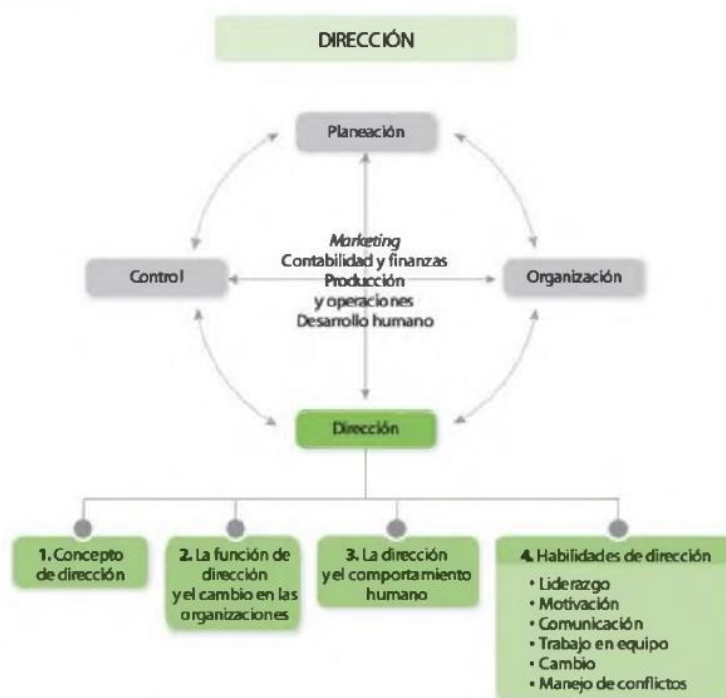 DIRECCIÓN
Planeación
Marketing
Contabilidad y finanzas
Producción
y operaciones
Desarrollo humano
Control
Organización
Dirección
1. Concepto
de dirección
2. La función de
dirección
y el cambio en las
organizaciones
3. La dirección
y el comportamiento
humano
4. Habilidades de dirección
• Liderazgo
• Motivación
• Comunicación
• Trabajo en equipo
• Cambio
• Manejo de conflictos